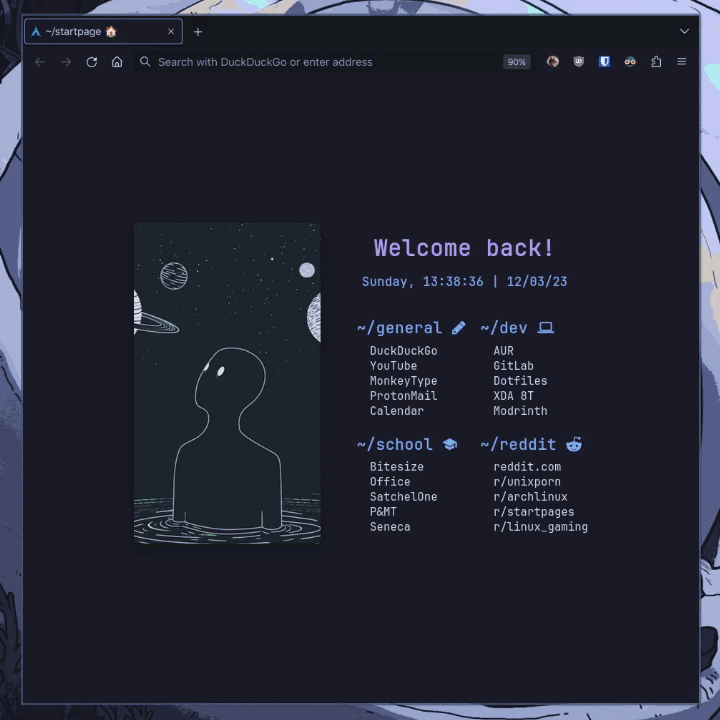 ~/startpage 🏠
Search with DuckDuckGo or enter address
90%
Welcome back!
Sunday, 13:38:36 | 12/03/23
~/general
DuckDuckGo
YouTube
MonkeyType
ProtonMail
Calendar
~/dev
AUR
GitLab
Dotfiles
XDA 8T
Modrinth
~/school
Bitesize
Office
SatchelOne
P&MT
Seneca
~/reddit
reddit.com
r/unixporn
r/archlinux
r/startpages
r/linux_gaming